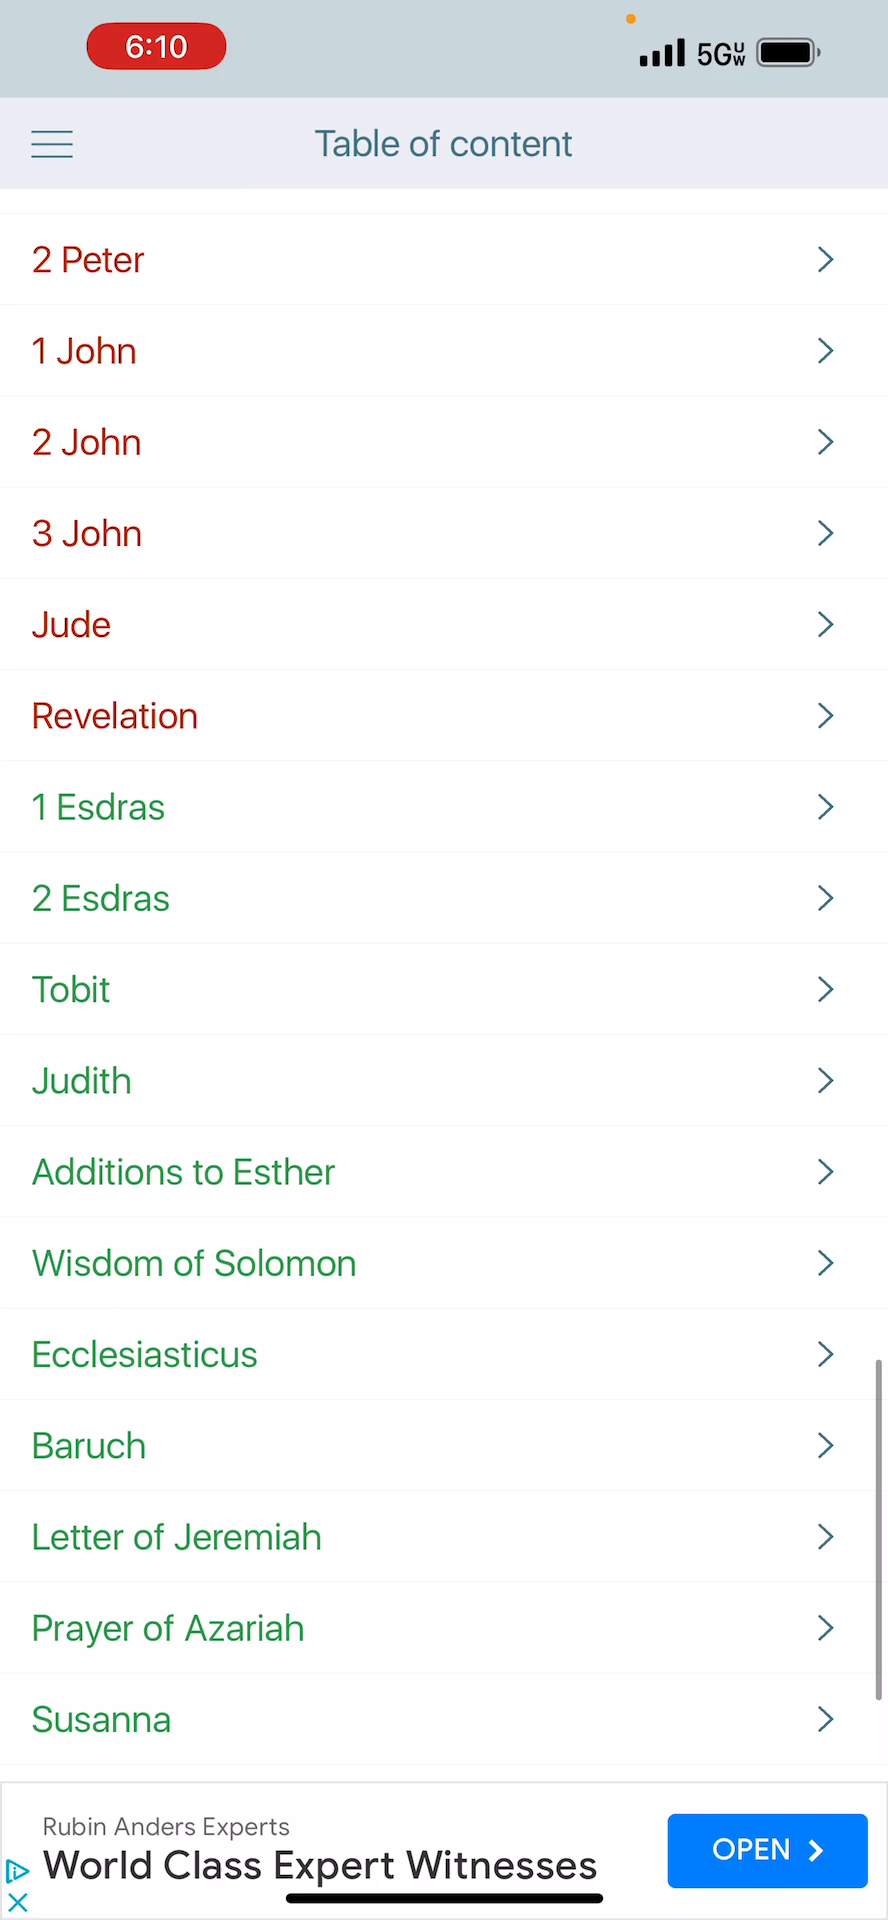 6:10
5GUW
Table of content
2 Peter
1 John
2 John
3 John
Jude
Revelation
1 Esdras
2 Esdras
Tobit
Judith
Additions to Esther
Wisdom of Solomon
Ecclesiasticus
Baruch
Letter of Jeremiah
Prayer of Azariah
Susanna
Rubin Anders Experts
World Class Expert Witnesses
OPEN